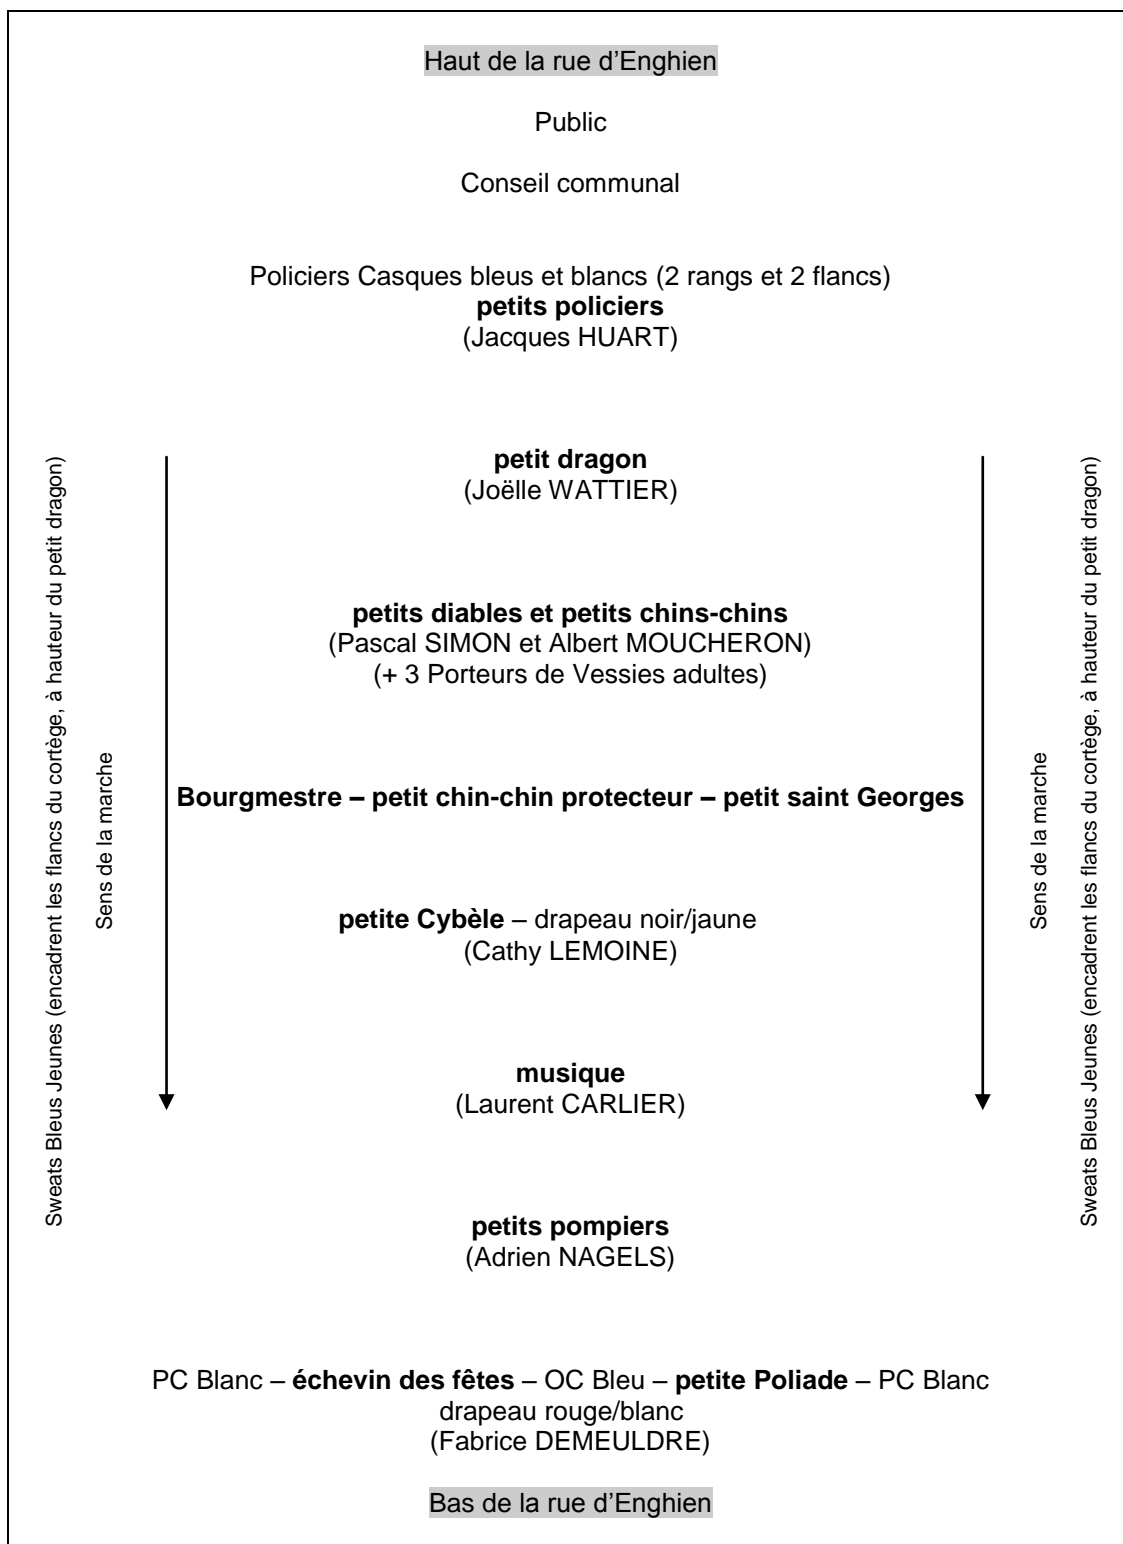 Haut de la rue d’Enghien
Public
Conseil communal
Policiers Casques bleus et blancs (2 rangs et 2 flancs)
petits policiers
(Jacques HUART)
Sweats Bleus Jeunes (encadrent les flancs du cortège, à hauteur du petit dragon)
Sens de la marche
petit dragon
(Joëlle WATTIER)
petits diables et petits chins-chins
(Pascal SIMON et Albert MOUCHERON)
(+ 3 Porteurs de Vessies adultes)
Bourgmestre – petit chin-chin protecteur – petit saint Georges
petite Cybèle – drapeau noir/jaune
(Cathy LEMOINE)
musique
(Laurent CARLIER)
petits pompiers
(Adrien NAGELS)
Sens de la marche
Sweats Bleus Jeunes (encadrent les flancs du cortège, à hauteur du petit dragon)
PC Blanc – échevin des fêtes – OC Bleu – petite Poliade – PC Blanc
drapeau rouge/blanc
(Fabrice DEMEULDRE)
Bas de la rue d’Enghien